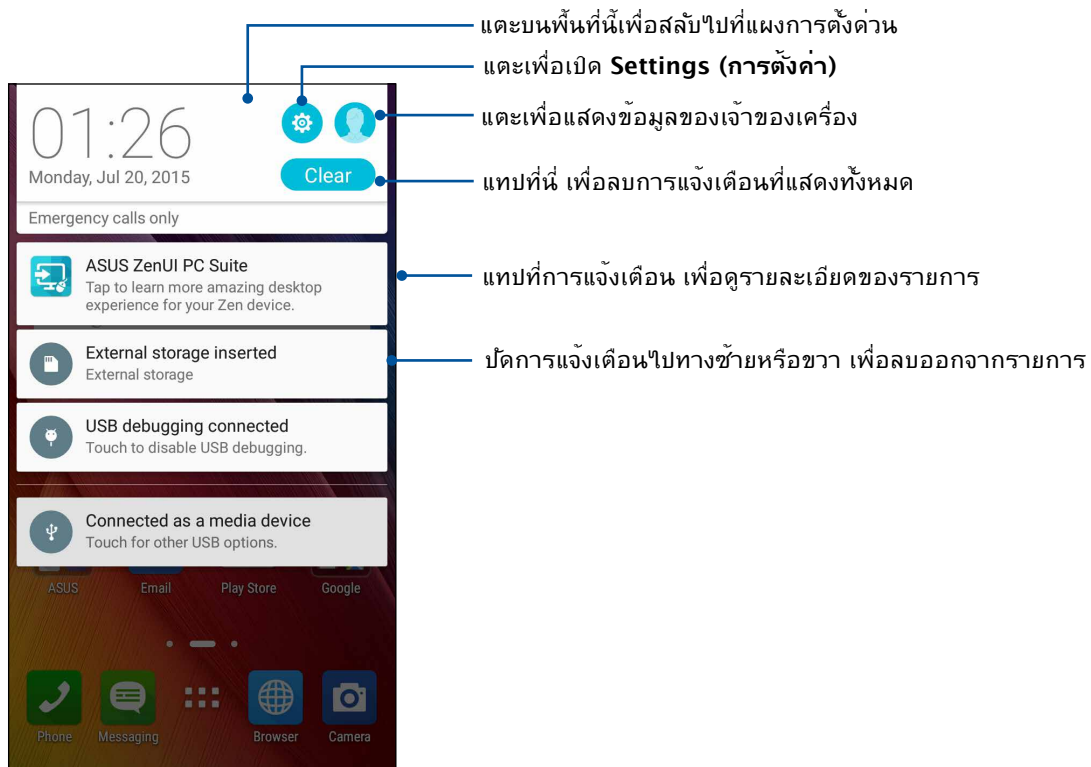 แตะบนพื้นที่นี้เพื่อสลับไปที่แผงการตั้งด่วน
แตะเพื่อเปิด Settings (การตั้งค่า)
แตะเพื่อแสดงข้อมูลของเจ้าของเครื่อง
แทปที่นี่ เพื่อลบการแจ้งเตือนที่แสดงทั้งหมด
แทปที่การแจ้งเตือน เพื่อดูรายละเอียดของรายการ
ปัดการแจ้งเตือนไปทางซ้ายหรือขวา เพื่อลบออกจากรายการ
01:26
Monday, Jul 20, 2015
Clear
Emergency calls only
ASUS ZenUI PC Suite
Tap to learn more amazing desktop
experience for your Zen device.
External storage inserted
External storage
USB debugging connected
Touch to disable USB debugging.
Connected as a media device
Touch for other USB options.
ASUS Email Play Store Google
Phone Messaging Browser Camera